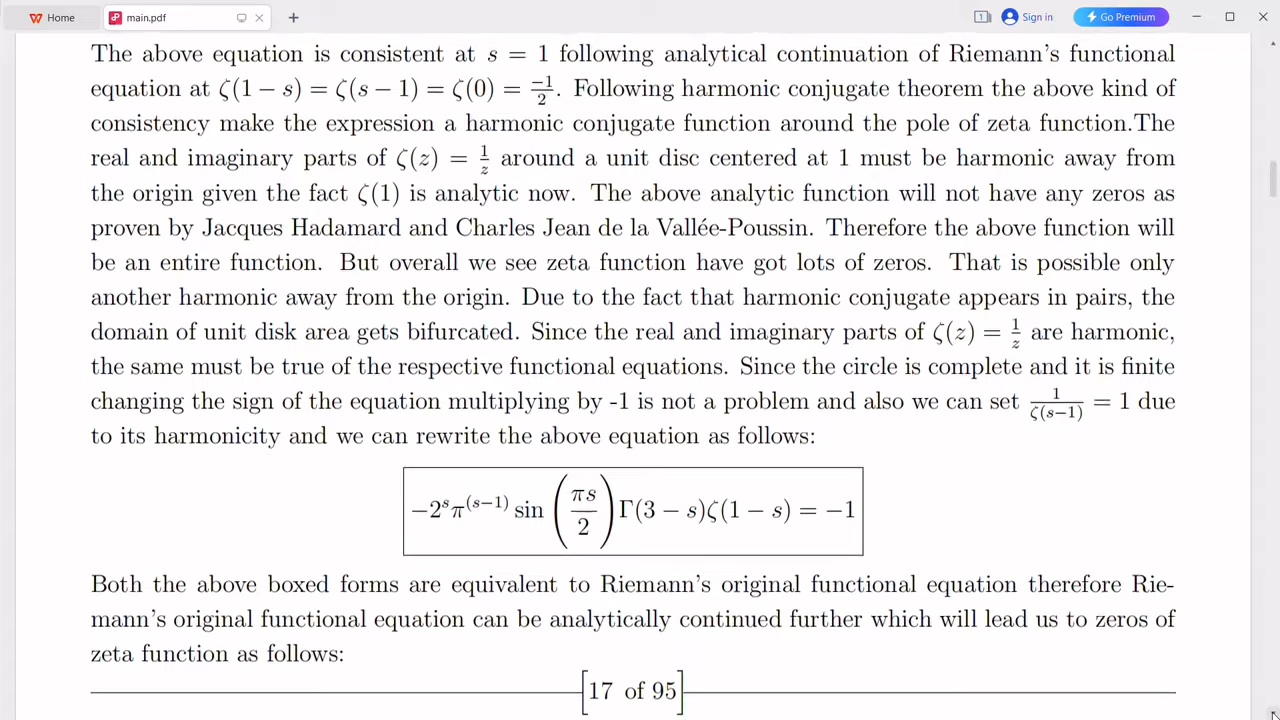 Home
main.pdf
1
Sign in
Go Premium
The above equation is consistent at s = 1 following analytical continuation of Riemann's functional
equation at ζ(1 − s) = ζ(s − 1) = ζ(0) = −1/2. Following harmonic conjugate theorem the above kind of
consistency make the expression a harmonic conjugate function around the pole of zeta function.The
real and imaginary parts of ζ(z) = 1/z around a unit disc centered at 1 must be harmonic away from
the origin given the fact ζ(1) is analytic now. The above analytic function will not have any zeros as
proven by Jacques Hadamard and Charles Jean de la Vallée-Poussin. Therefore the above function will
be an entire function. But overall we see zeta function have got lots of zeros. That is possible only
another harmonic away from the origin. Due to the fact that harmonic conjugate appears in pairs, the
domain of unit disk area gets bifurcated. Since the real and imaginary parts of ζ(z) = 1/z are harmonic,
the same must be true of the respective functional equations. Since the circle is complete and it is finite
changing the sign of the equation multiplying by -1 is not a problem and also we can set 1/ζ(s−1) = 1 due
to its harmonicity and we can rewrite the above equation as follows:
−2^s π^(s−1) sin (πs/2) Γ(3 − s)ζ(1 − s) = −1
Both the above boxed forms are equivalent to Riemann's original functional equation therefore Rie-
mann's original functional equation can be analytically continued further which will lead us to zeros of
zeta function as follows:
[17 of 95]